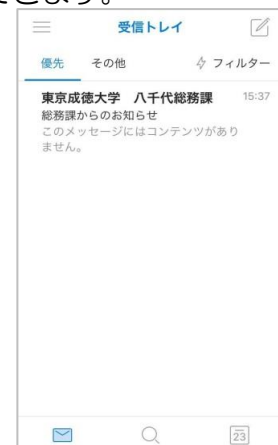 きます。
受信トレイ
優先 その他 フィルター
東京成徳大学 八千代総務課 15:37
総務課からのお知らせ
このメッセージにはコンテンツがあり
ません。
23